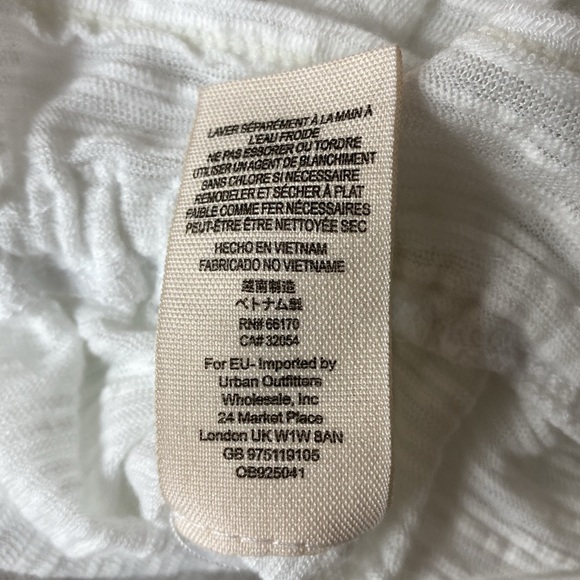 LAVER SÉPARÉMENT À LA MAIN À
L'EAU FROIDE
NE PAS ESSORER OU TORDRE
UTILISER UN AGENT DE BLANCHIMENT
SANS CHLORE SI NÉCESSAIRE
REMODELER ET SÉCHER À PLAT
FAIBLE COMME FER NÉCESSAIRES
PEUT-ÊTRE ÊTRE NETTOYÉE SEC
HECHO EN VIETNAM
FABRICADO NO VIETNAME
越南制造
ベトナム型
RN# 66170
CA# 32054
For EU- Imported by
Urban Outfitters
Wholesale, Inc
24 Market Place
London UK W1W 8AN
GB 975119105
OB925041